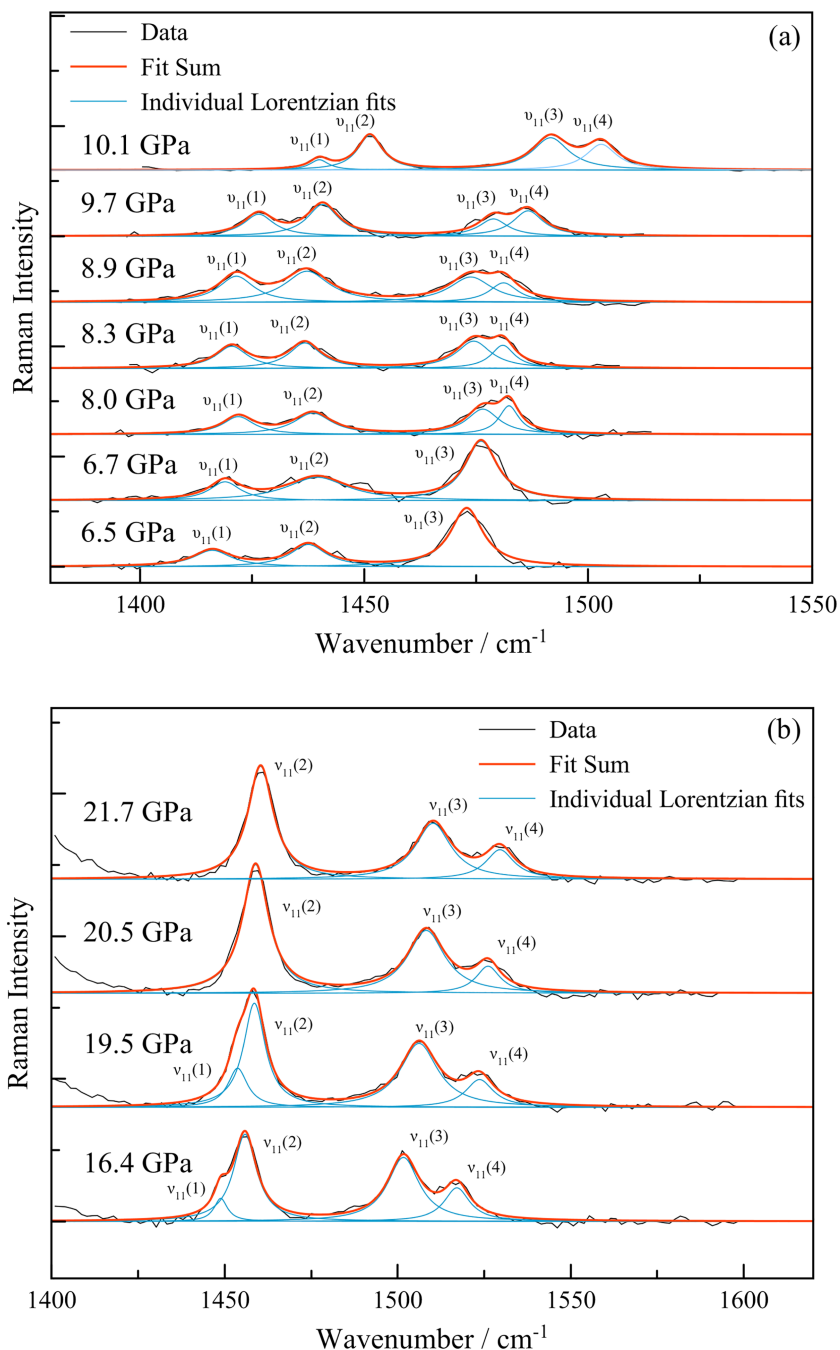 (a)
Data
Fit Sum
Individual Lorentzian fits
10.1 GPa
υ₁₁(1)
υ₁₁(2)
υ₁₁(3)
υ₁₁(4)
9.7 GPa
υ₁₁(1)
υ₁₁(2)
υ₁₁(3)
υ₁₁(4)
8.9 GPa
υ₁₁(1)
υ₁₁(2)
υ₁₁(3)
υ₁₁(4)
8.3 GPa
υ₁₁(1)
υ₁₁(2)
υ₁₁(3)
υ₁₁(4)
8.0 GPa
υ₁₁(1)
υ₁₁(2)
υ₁₁(3)
υ₁₁(4)
6.7 GPa
υ₁₁(1)
υ₁₁(2)
υ₁₁(3)
6.5 GPa
υ₁₁(1)
υ₁₁(2)
υ₁₁(3)
Raman Intensity
1400 1450 1500 1550
Wavenumber / cm⁻¹
(b)
Data
Fit Sum
Individual Lorentzian fits
21.7 GPa
ν₁₁(2)
ν₁₁(3)
ν₁₁(4)
20.5 GPa
ν₁₁(2)
ν₁₁(3)
ν₁₁(4)
19.5 GPa
ν₁₁(1)
ν₁₁(2)
ν₁₁(3)
ν₁₁(4)
16.4 GPa
ν₁₁(1)
ν₁₁(2)
ν₁₁(3)
ν₁₁(4)
Raman Intensity
1400 1450 1500 1550 1600
Wavenumber / cm⁻¹